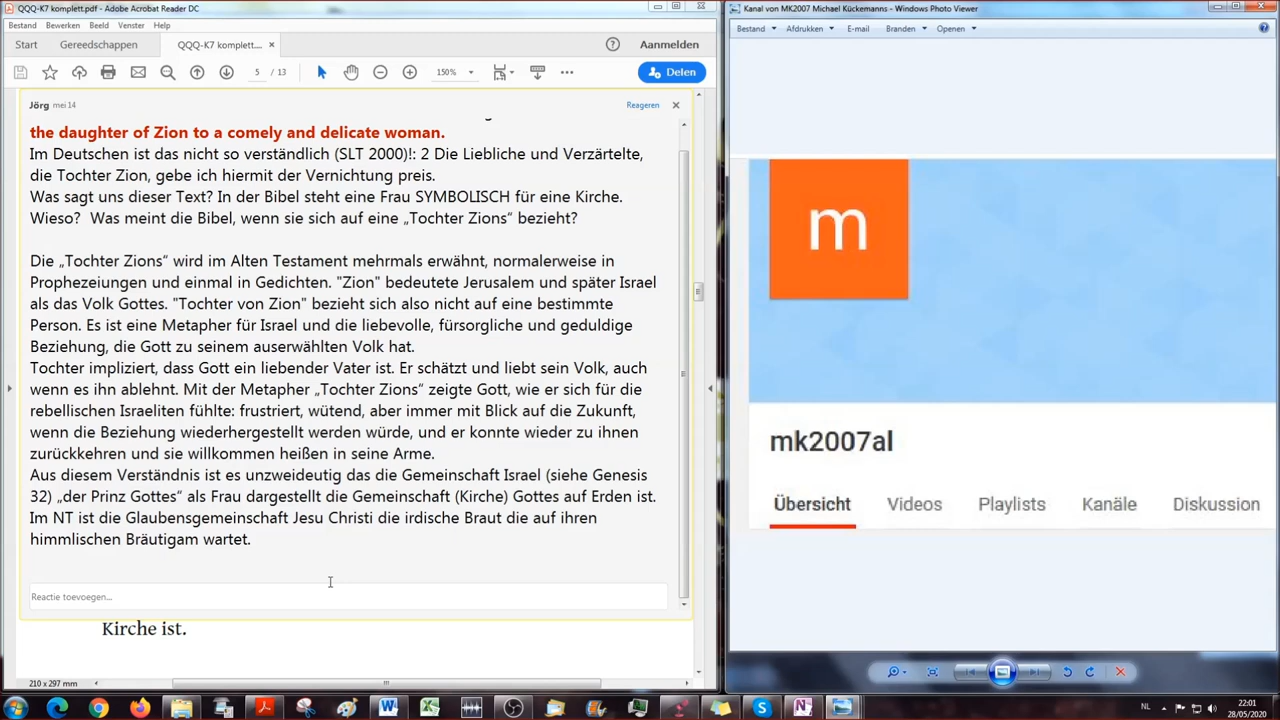 QQQ-K7 komplett.pdf - Adobe Acrobat Reader DC
Bestand Bewerken Beeld Venster Help
Start Gereedschappen QQQ-K7 komplett.... × Aanmelden
5 / 13 150% Delen
Jörg mei 14 Reageren
the daughter of Zion to a comely and delicate woman.
Im Deutschen ist das nicht so verständlich (SLT 2000)!: 2 Die Liebliche und Verzärtelte,
die Tochter Zion, gebe ich hiermit der Vernichtung preis.
Was sagt uns dieser Text? In der Bibel steht eine Frau SYMBOLISCH für eine Kirche.
Wieso? Was meint die Bibel, wenn sie sich auf eine „Tochter Zions“ bezieht?
Die „Tochter Zions“ wird im Alten Testament mehrmals erwähnt, normalerweise in
Prophezeiungen und einmal in Gedichten. "Zion" bedeutete Jerusalem und später Israel
als das Volk Gottes. "Tochter von Zion" bezieht sich also nicht auf eine bestimmte
Person. Es ist eine Metapher für Israel und die liebevolle, fürsorgliche und geduldige
Beziehung, die Gott zu seinem auserwählten Volk hat.
Tochter impliziert, dass Gott ein liebender Vater ist. Er schätzt und liebt sein Volk, auch
wenn es ihn ablehnt. Mit der Metapher „Tochter Zions“ zeigte Gott, wie er sich für die
rebellischen Israeliten fühlte: frustriert, wütend, aber immer mit Blick auf die Zukunft,
wenn die Beziehung wiederhergestellt werden würde, und er konnte wieder zu ihnen
zurückkehren und sie willkommen heißen in seine Arme.
Aus diesem Verständnis ist es unzweideutig das die Gemeinschaft Israel (siehe Genesis
32) „der Prinz Gottes“ als Frau dargestellt die Gemeinschaft (Kirche) Gottes auf Erden ist.
Im NT ist die Glaubensgemeinschaft Jesu Christi die irdische Braut die auf ihren
himmlischen Bräutigam wartet.
Reactie toevoegen...
Kirche ist.
210 x 297 mm
Kanal von MK2007 Michael Kückemanns - Windows Photo Viewer
Bestand Afdrukken E-mail Branden Openen
m
mk2007al
Übersicht Videos Playlists Kanäle Diskussion
NL 22:01
28/05/2020